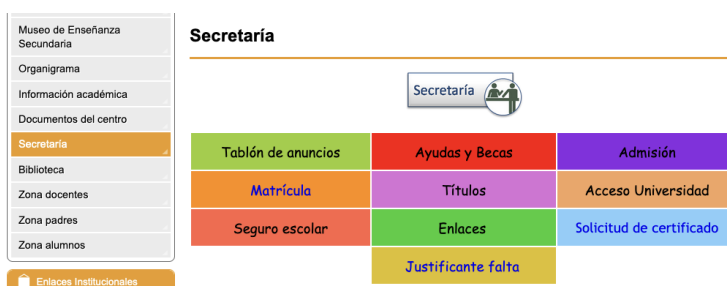 Museo de Enseñanza
Secundaria
Organigrama
Información académica
Documentos del centro
Secretaría
Biblioteca
Zona docentes
Zona padres
Zona alumnos
Enlaces Institucionales
Secretaría
Secretaría
Tablón de anuncios
Ayudas y Becas
Admisión
Matrícula
Títulos
Acceso Universidad
Seguro escolar
Enlaces
Solicitud de certificado
Justificante falta